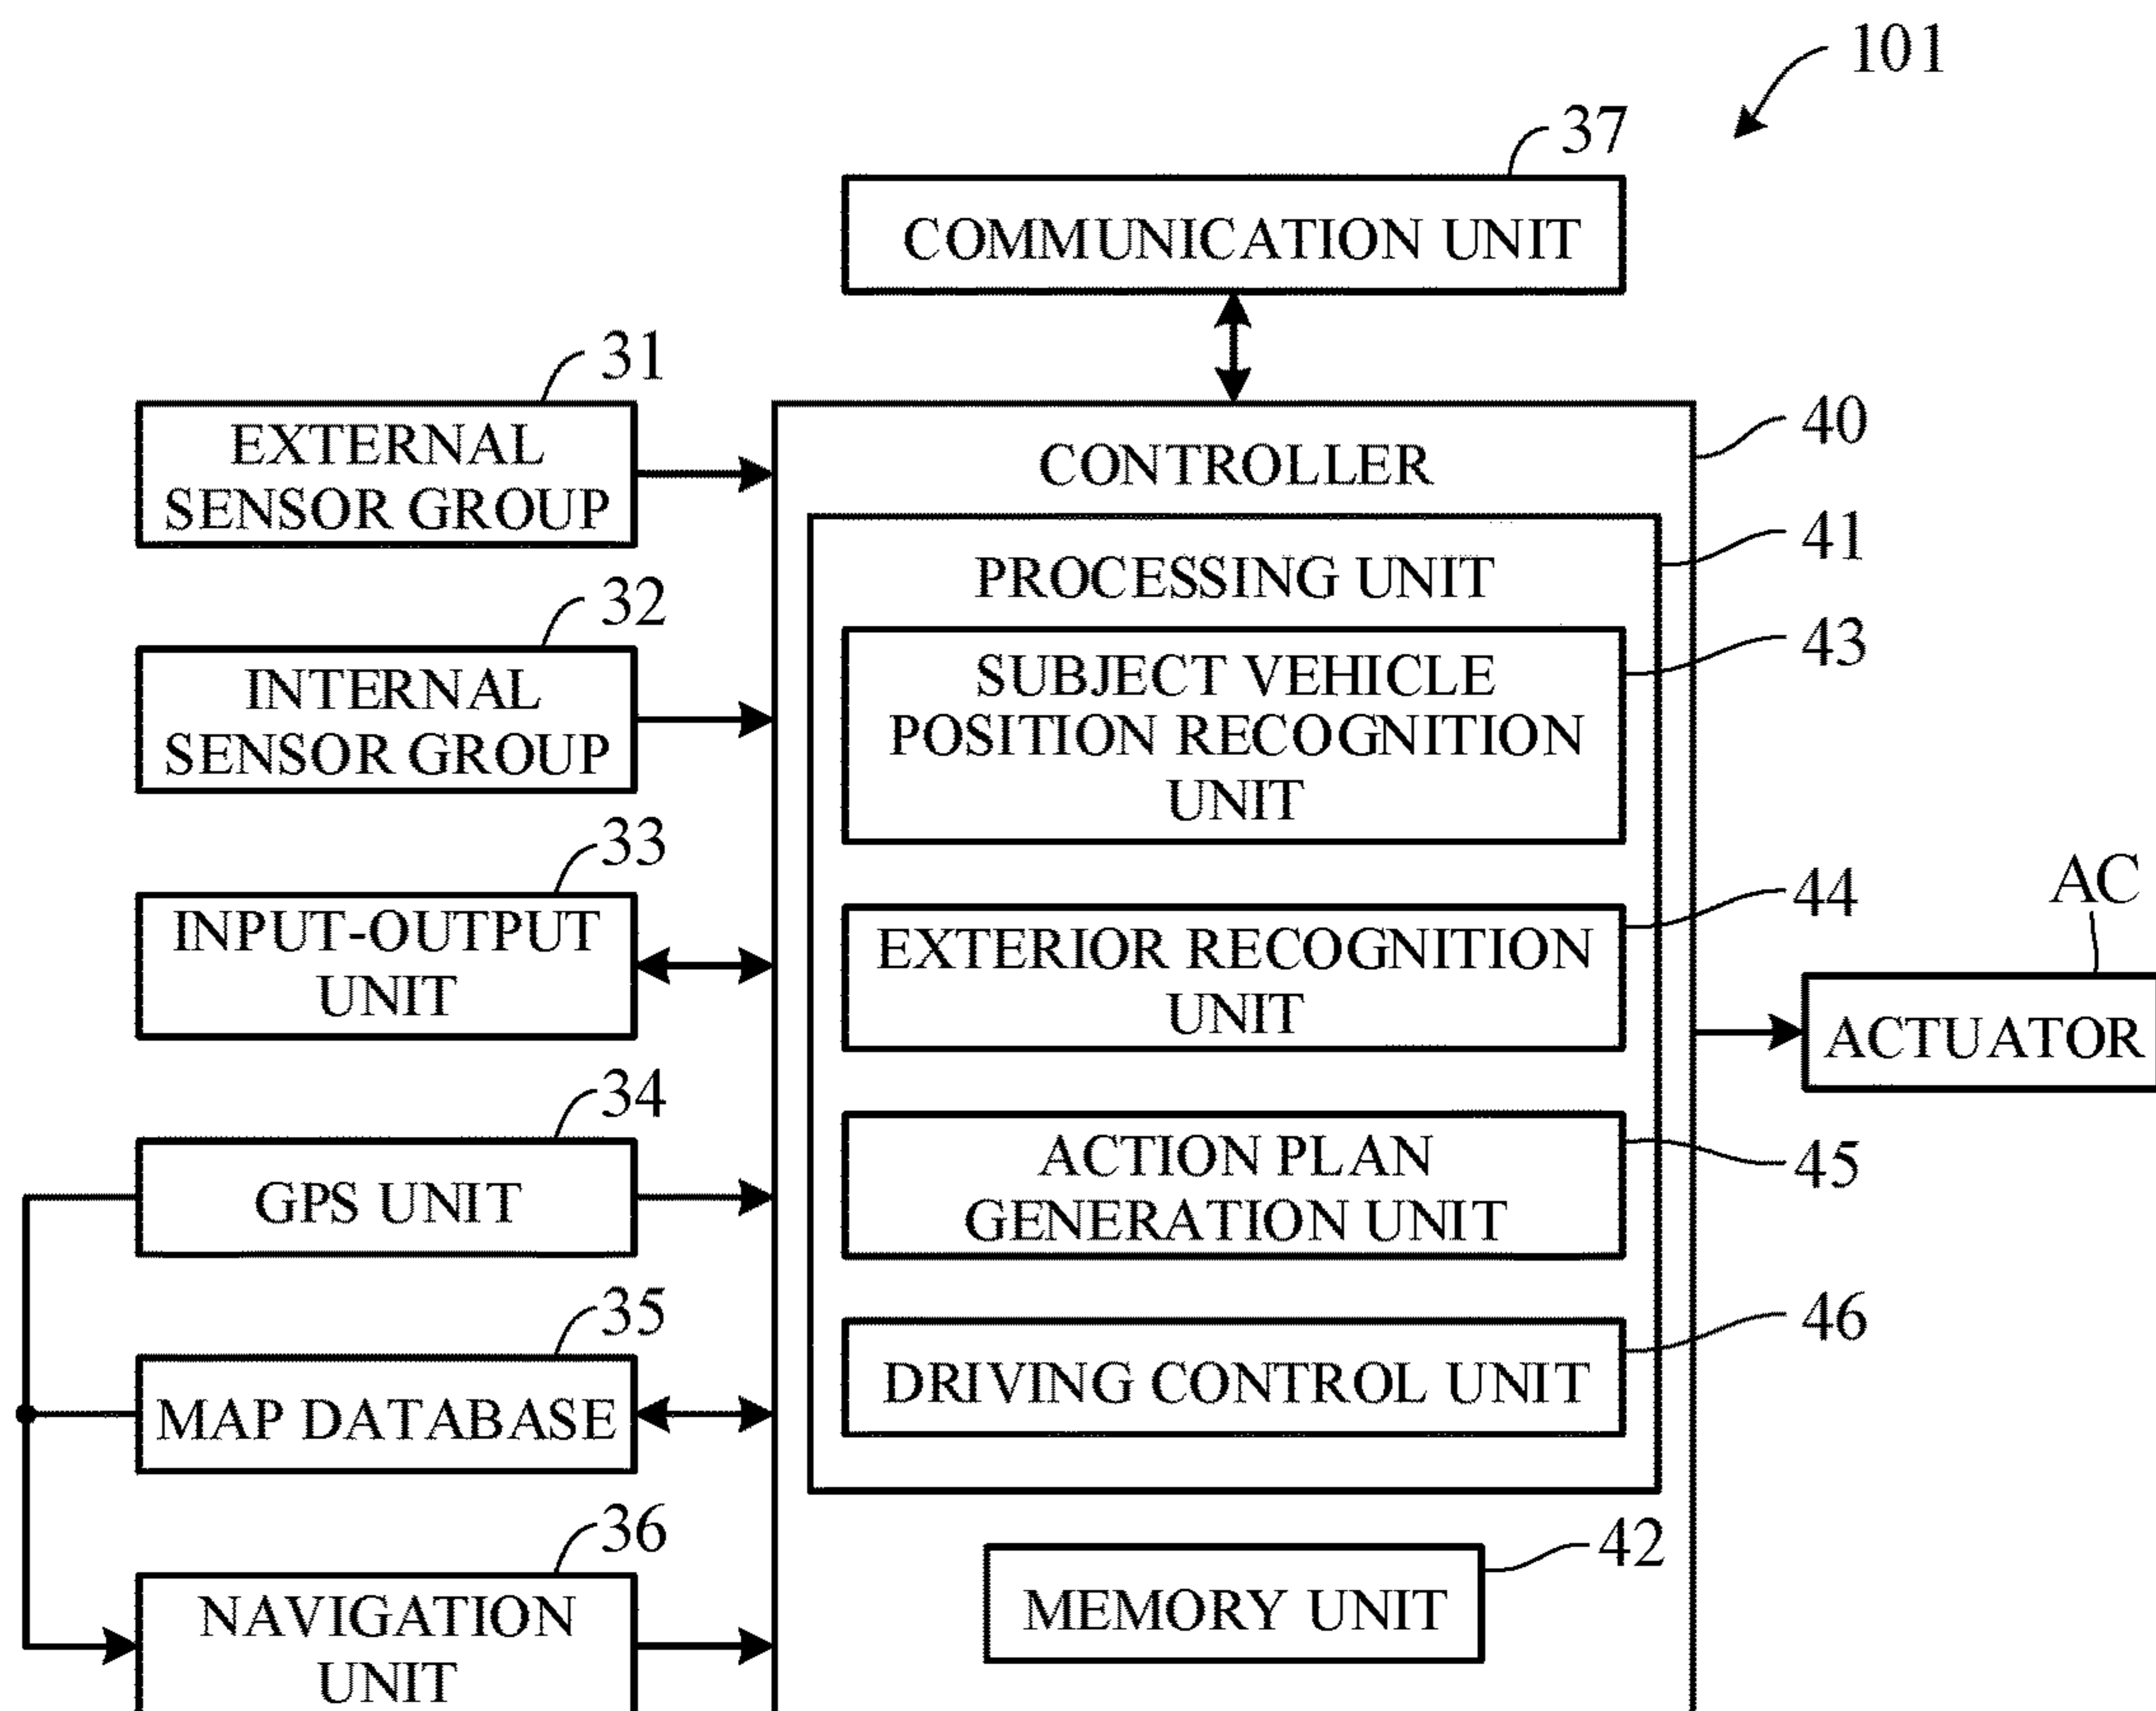 101
37
COMMUNICATION UNIT
31
EXTERNAL
SENSOR GROUP
32
INTERNAL
SENSOR GROUP
33
INPUT-OUTPUT
UNIT
34
GPS UNIT
35
MAP DATABASE
36
NAVIGATION
UNIT
40
CONTROLLER
41
PROCESSING UNIT
43
SUBJECT VEHICLE
POSITION RECOGNITION
UNIT
44
EXTERIOR RECOGNITION
UNIT
45
ACTION PLAN
GENERATION UNIT
46
DRIVING CONTROL UNIT
42
MEMORY UNIT
AC
ACTUATOR